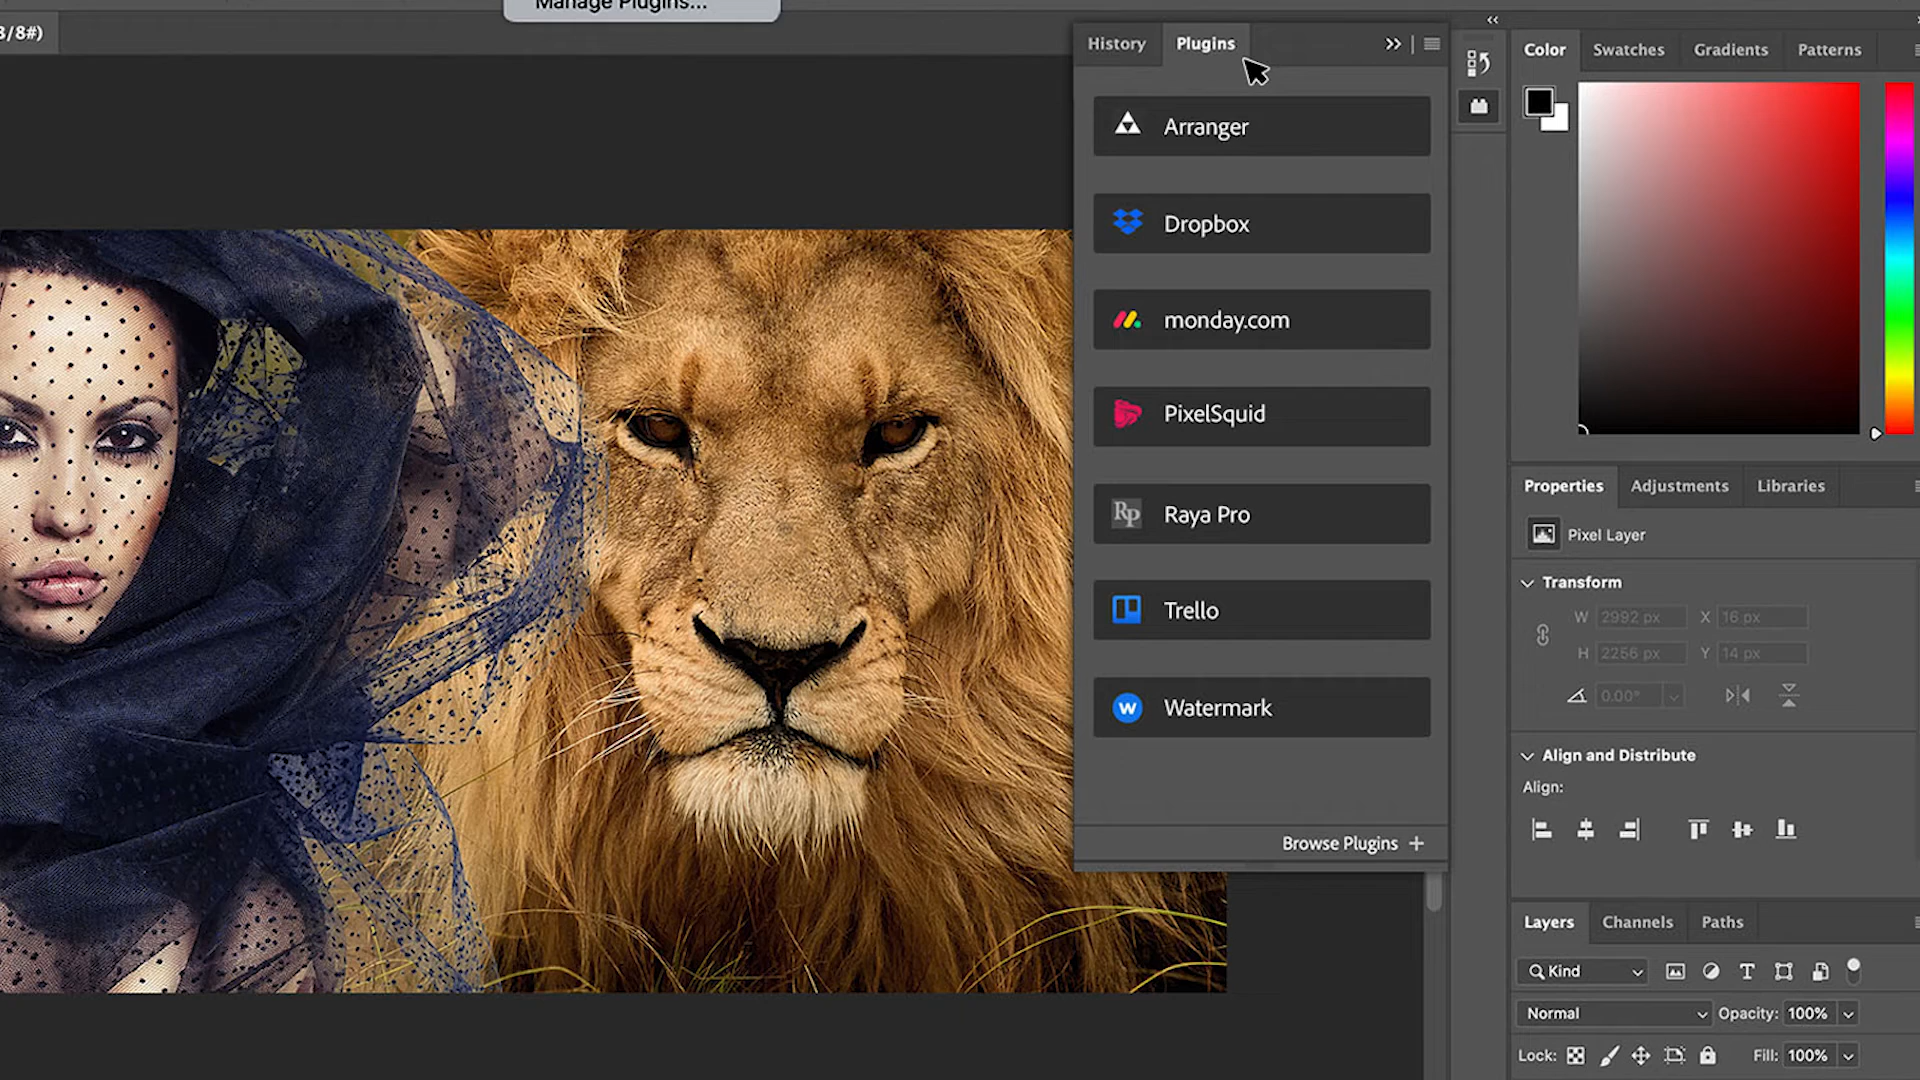 Manage Plugins...
3/8#)
History
Plugins
Arranger
Dropbox
monday.com
PixelSquid
Rp Raya Pro
Trello
w Watermark
Browse Plugins +
Color
Swatches
Gradients
Patterns
Properties
Adjustments
Libraries
Pixel Layer
Transform
W 2992 px X 16 px
H 2256 px Y 14 px
0.00°
Align and Distribute
Align:
Layers
Channels
Paths
Kind
T
Normal
Opacity: 100%
Lock:
Fill: 100%